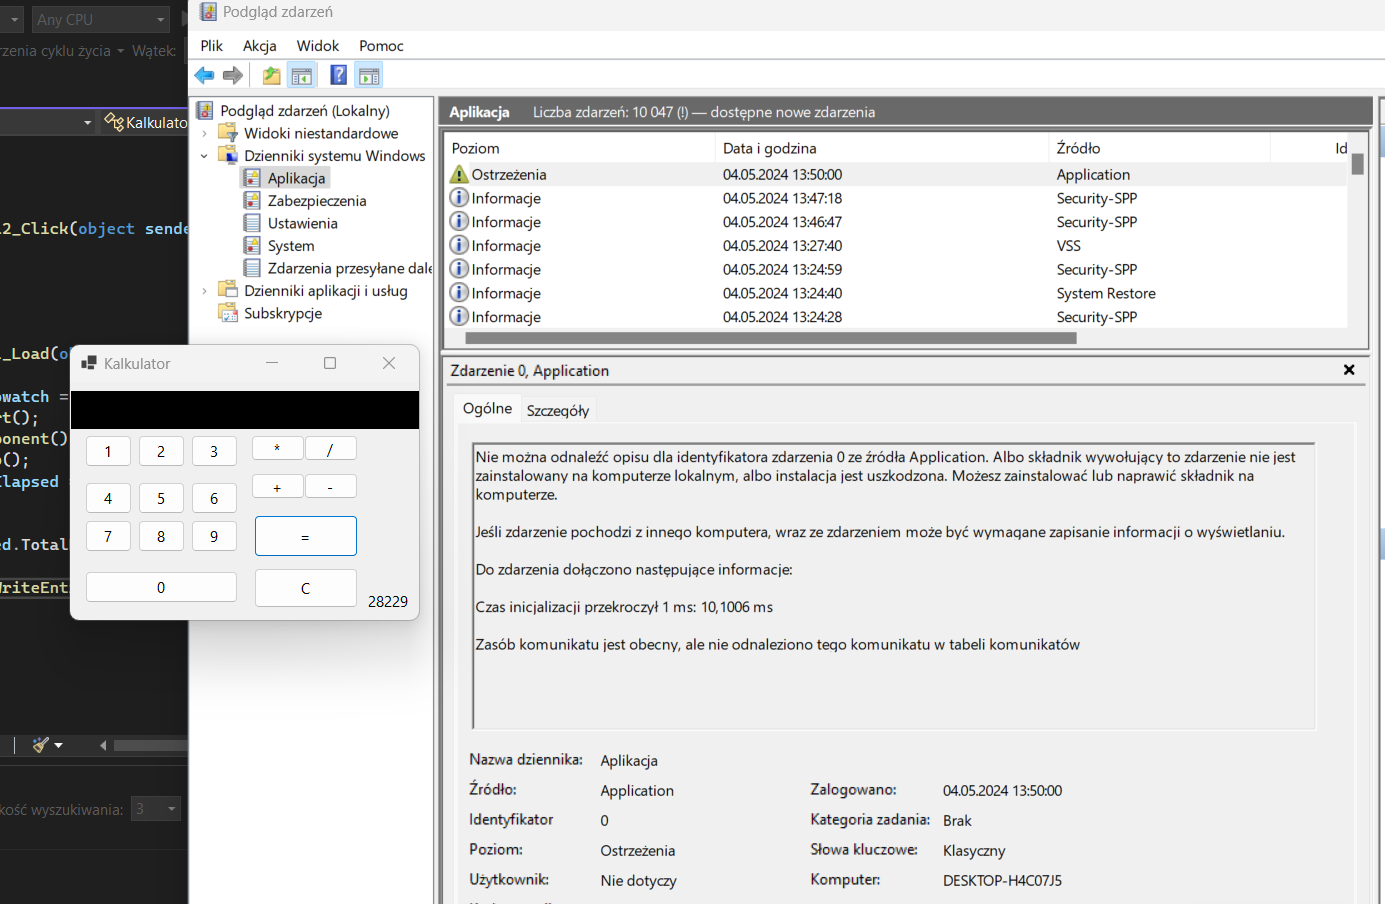 Any CPU
Podgląd zdarzeń
rzenia cyklu życia
Wątek:
Plik Akcja Widok Pomoc
Kalkulato
Podgląd zdarzeń (Lokalny)
Widoki niestandardowe
Dzienniki systemu Windows
Aplikacja
Zabezpieczenia
Ustawienia
System
Zdarzenia przesyłane dale
Dzienniki aplikacji i usług
Subskrypcje
Aplikacja Liczba zdarzeń: 10 047 (!) — dostępne nowe zdarzenia
Poziom Data i godzina Źródło Id
Ostrzeżenia 04.05.2024 13:50:00 Application
Informacje 04.05.2024 13:47:18 Security-SPP
Informacje 04.05.2024 13:46:47 Security-SPP
Informacje 04.05.2024 13:27:40 VSS
Informacje 04.05.2024 13:24:59 Security-SPP
Informacje 04.05.2024 13:24:40 System Restore
Informacje 04.05.2024 13:24:28 Security-SPP
l2_Click(object sende
_Load(o
owatch =
rt();
ponent()
();
Elapsed
ed.Total
WriteEnt
Kalkulator
1 2 3 * /
4 5 6 + -
7 8 9 =
0 C 28229
kość wyszukiwania: 3
Zdarzenie 0, Application
Ogólne Szczegóły
Nie można odnaleźć opisu dla identyfikatora zdarzenia 0 ze źródła Application. Albo składnik wywołujący to zdarzenie nie jest
zainstalowany na komputerze lokalnym, albo instalacja jest uszkodzona. Możesz zainstalować lub naprawić składnik na
komputerze.
Jeśli zdarzenie pochodzi z innego komputera, wraz ze zdarzeniem może być wymagane zapisanie informacji o wyświetlaniu.
Do zdarzenia dołączono następujące informacje:
Czas inicjalizacji przekroczył 1 ms: 10,1006 ms
Zasób komunikatu jest obecny, ale nie odnaleziono tego komunikatu w tabeli komunikatów
Nazwa dziennika: Aplikacja
Źródło: Application Zalogowano: 04.05.2024 13:50:00
Identyfikator 0 Kategoria zadania: Brak
Poziom: Ostrzeżenia Słowa kluczowe: Klasyczny
Użytkownik: Nie dotyczy Komputer: DESKTOP-H4C07J5